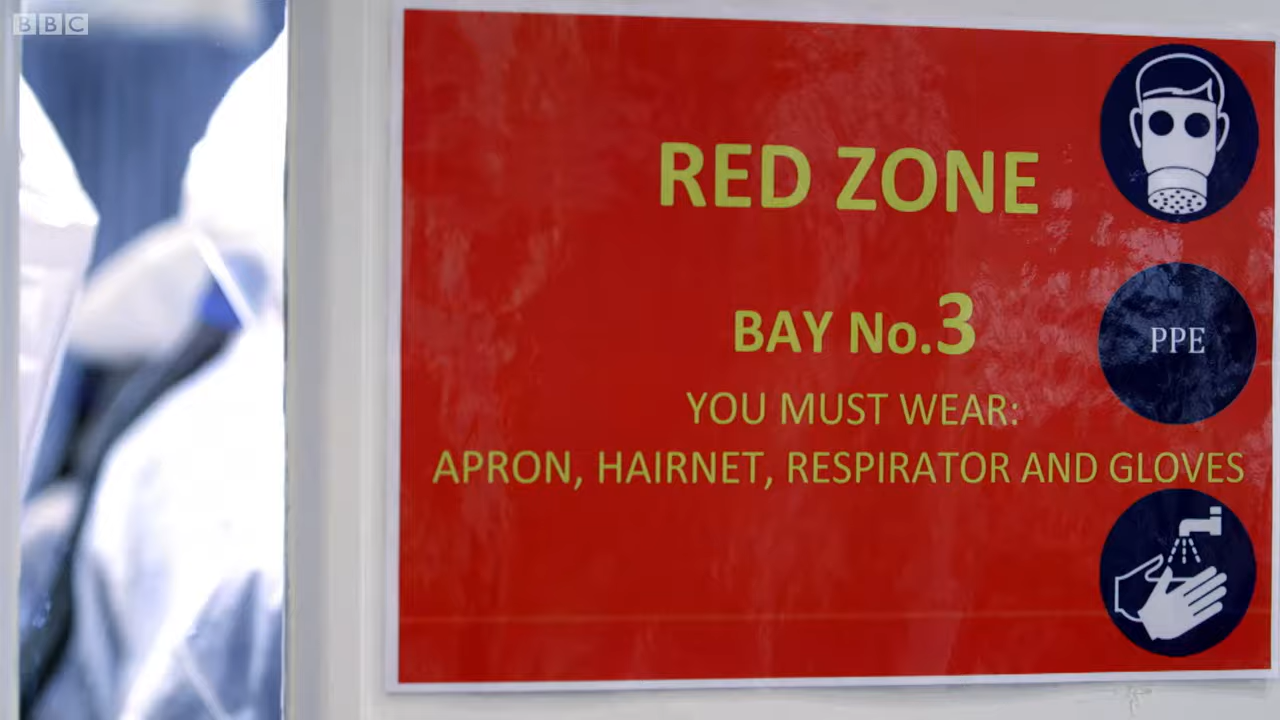 BBC
RED ZONE
BAY No.3
PPE
YOU MUST WEAR:
APRON, HAIRNET, RESPIRATOR AND GLOVES